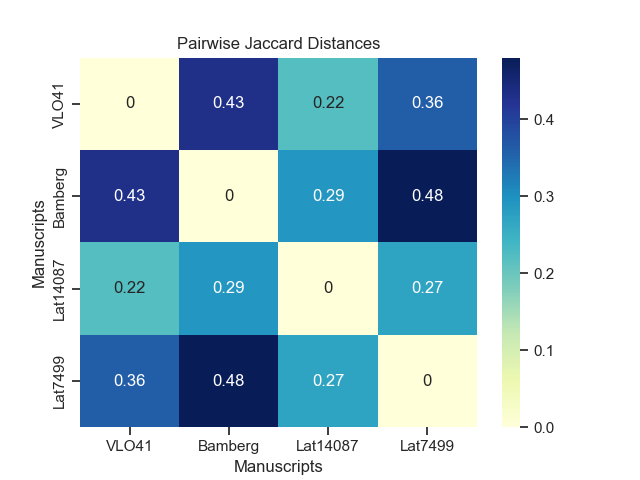 Pairwise Jaccard Distances
VLO41 0 0.43 0.22 0.36
Bamberg 0.43 0 0.29 0.48
Lat14087 0.22 0.29 0 0.27
Lat7499 0.36 0.48 0.27 0
Manuscripts
VLO41 Bamberg Lat14087 Lat7499
Manuscripts
0.4
0.3
0.2
0.1
0.0